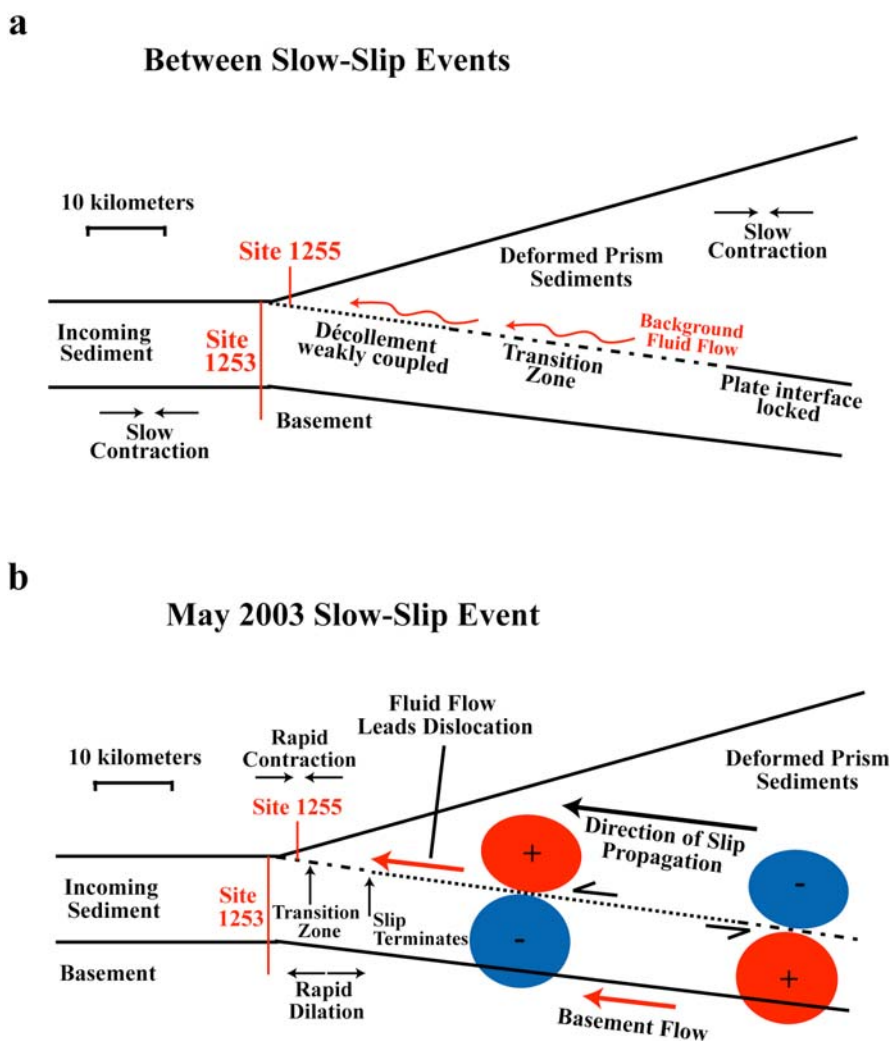 a
Between Slow-Slip Events
10 kilometers
Site 1255
Slow
Contraction
Deformed Prism
Sediments
Incoming
Sediment
Site
1253
Décollement
weakly coupled
Background
Fluid Flow
Transition
Zone
Plate interface
locked
Slow
Contraction
Basement
b
May 2003 Slow-Slip Event
Fluid Flow
Leads Dislocation
Rapid
Contraction
10 kilometers
Deformed Prism
Sediments
Site 1255
Direction of Slip
Propagation
+
-
Incoming
Sediment
Site
1253
Transition
Zone
Slip
Terminates
-
+
Basement
Rapid
Dilation
Basement Flow